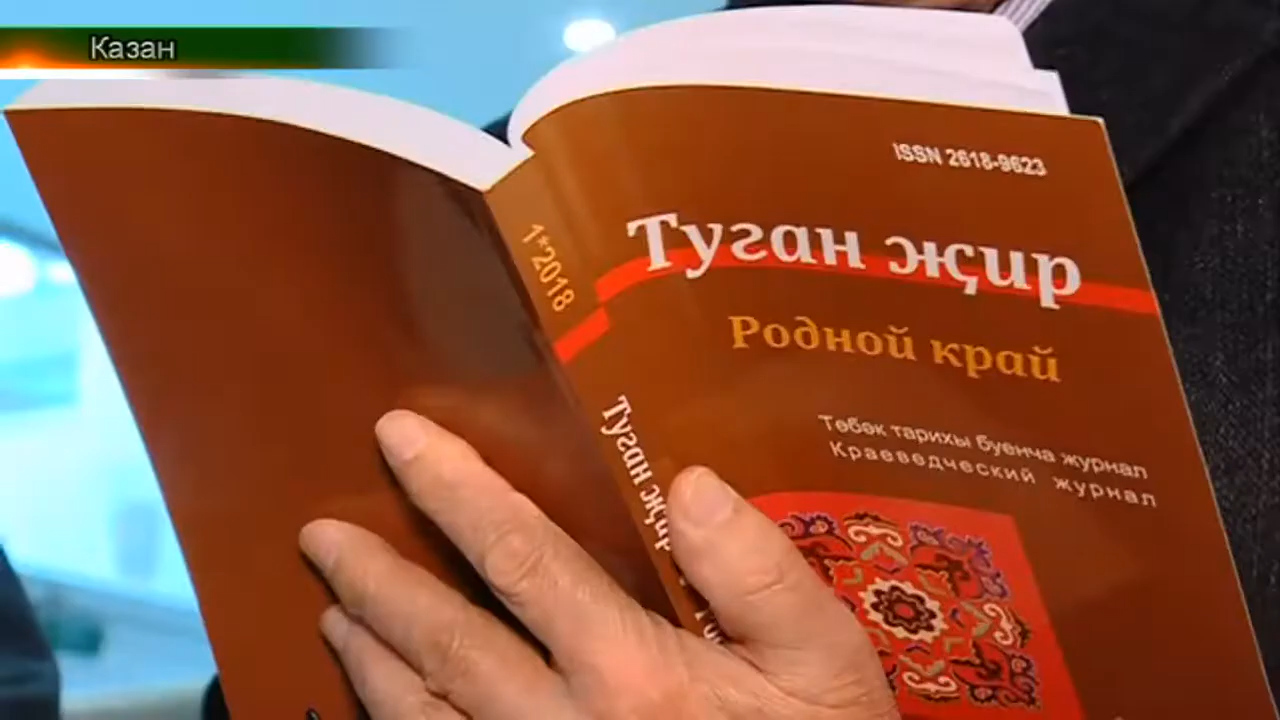 Казан
ISSN 2618-9623
Туган җир
Родной край
Төбәк тарихы буенча журнал
Краеведческий журнал
1*2018
Туган җир